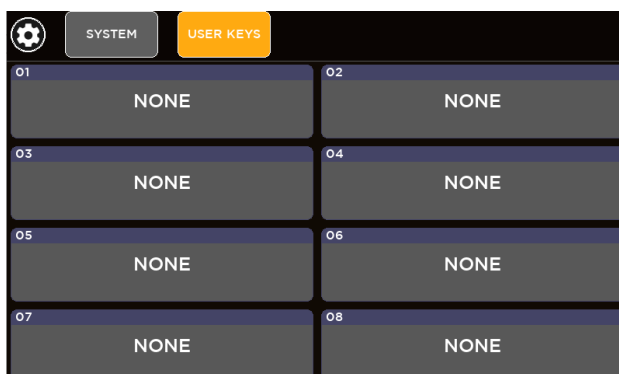 SYSTEM USER KEYS
01 02
NONE NONE
03 04
NONE NONE
05 06
NONE NONE
07 08
NONE NONE